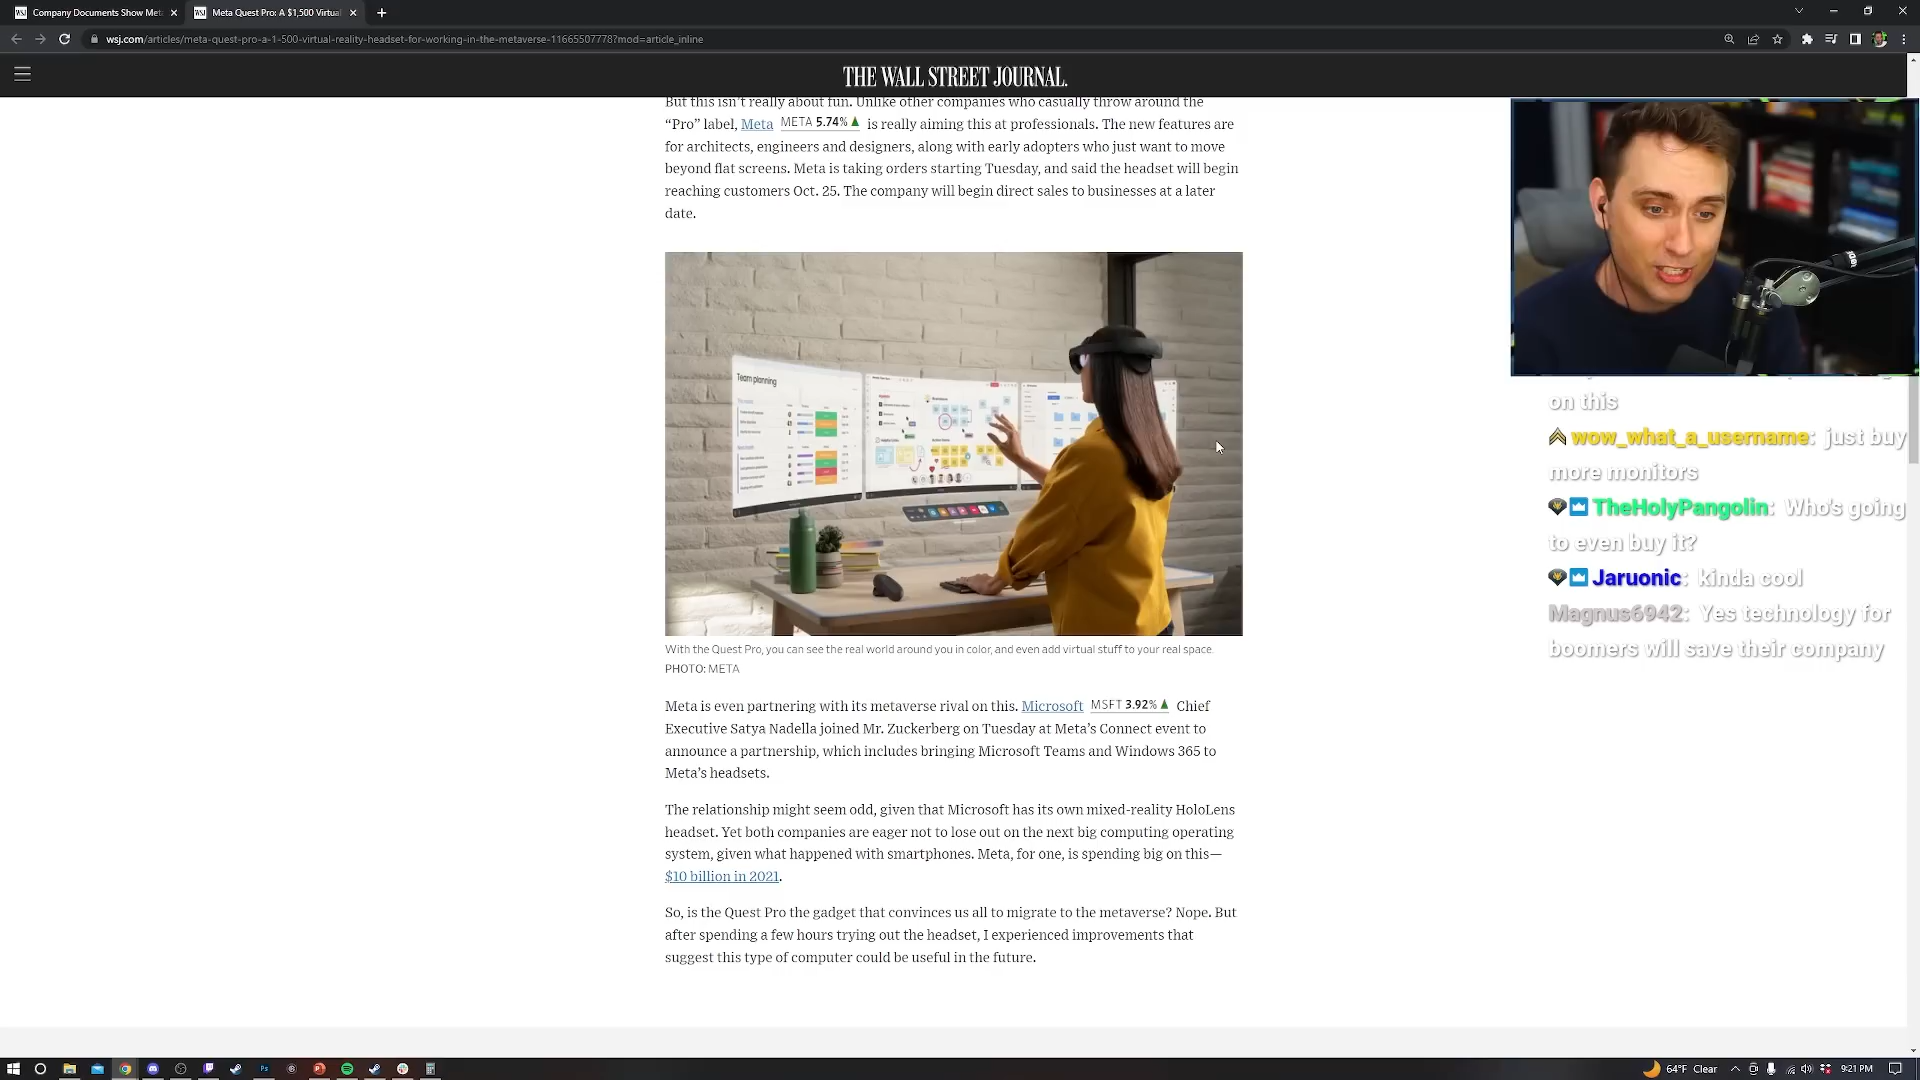 Company Documents Show Met
Meta Quest Pro: A $1,500 Virtual
wsj.com/articles/meta-quest-pro-a-1-500-virtual-reality-headset-for-working-in-the-metaverse-11665507778?mod=article_inline
THE WALL STREET JOURNAL.
But this isn't really about fun. Unlike other companies who casually throw around the
“Pro” label, Meta META 5.74% ▲ is really aiming this at professionals. The new features are
for architects, engineers and designers, along with early adopters who just want to move
beyond flat screens. Meta is taking orders starting Tuesday, and said the headset will begin
reaching customers Oct. 25. The company will begin direct sales to businesses at a later
date.
Team planning
With the Quest Pro, you can see the real world around you in color, and even add virtual stuff to your real space.
PHOTO: META
Meta is even partnering with its metaverse rival on this. Microsoft MSFT 3.92% ▲ Chief
Executive Satya Nadella joined Mr. Zuckerberg on Tuesday at Meta’s Connect event to
announce a partnership, which includes bringing Microsoft Teams and Windows 365 to
Meta’s headsets.
The relationship might seem odd, given that Microsoft has its own mixed-reality HoloLens
headset. Yet both companies are eager not to lose out on the next big computing operating
system, given what happened with smartphones. Meta, for one, is spending big on this—
$10 billion in 2021.
So, is the Quest Pro the gadget that convinces us all to migrate to the metaverse? Nope. But
after spending a few hours trying out the headset, I experienced improvements that
suggest this type of computer could be useful in the future.
on this
wow_what_a_username: just buy
more monitors
TheHolyPangolin: Who's going
to even buy it?
Jaruonic: kinda cool
Magnus6942: Yes technology for
boomers will save their company
64°F Clear
9:21 PM